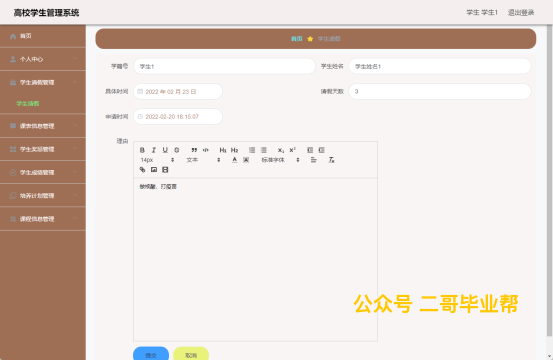 高校学生管理系统
学生 学生1 退出登录
首页
个人中心
学生请假管理
学生请假
课表信息管理
学生奖惩管理
学生成绩管理
培养计划管理
课程信息管理
首页 学生请假
学籍号 学生1
学生姓名 学生姓名1
具体时间 2022 年 02 月 23 日
请假天数 3
申请时间 2022-02-20 18:15:07
理由
B I U S H₁ H₂ X₂ X²
14px 文本 A 标准字体
做核酸，打疫苗
公众号 二哥毕业帮
提交 取消